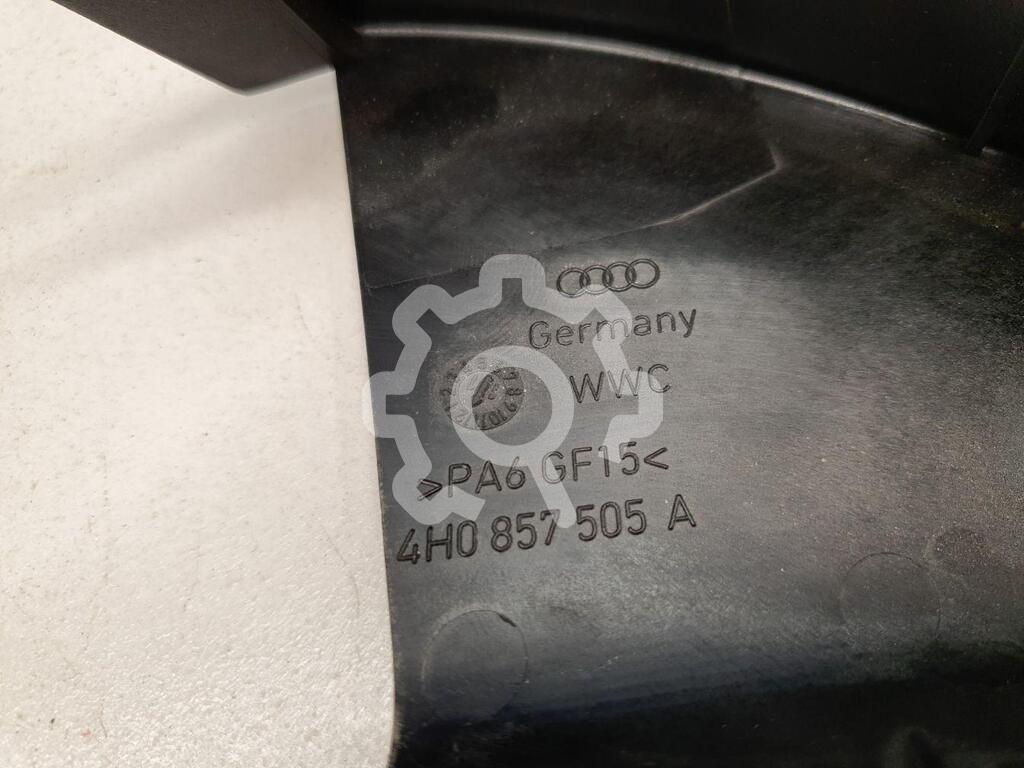 Germany
WWC
>PA6 GF15<
4H0 857 505 A